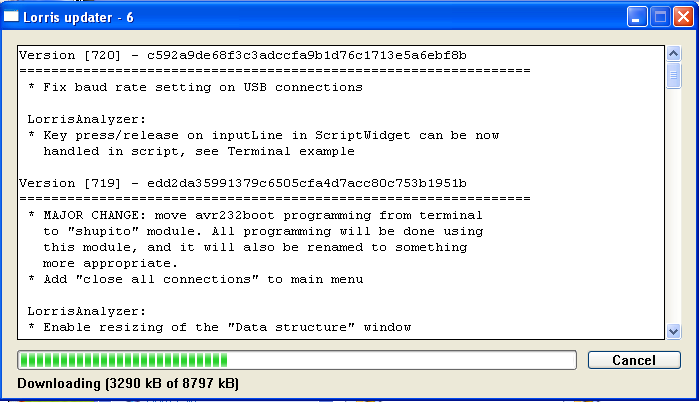 Lorris updater - 6
Version [720] - c592a9de68f3c3adccfa9b1d76c1713e5a6ebf8b
================================================================
* Fix baud rate setting on USB connections
LorrisAnalyzer:
* Key press/release on inputLine in ScriptWidget can be now
handled in script, see Terminal example
Version [719] - edd2da35991379c6505cfa4d7acc80c753b1951b
================================================================
* MAJOR CHANGE: move avr232boot programming from terminal
to "shupito" module. All programming will be done using
this module, and it will also be renamed to something
more appropriate.
* Add "close all connections" to main menu
LorrisAnalyzer:
* Enable resizing of the "Data structure" window
Cancel
Downloading (3290 kB of 8797 kB)